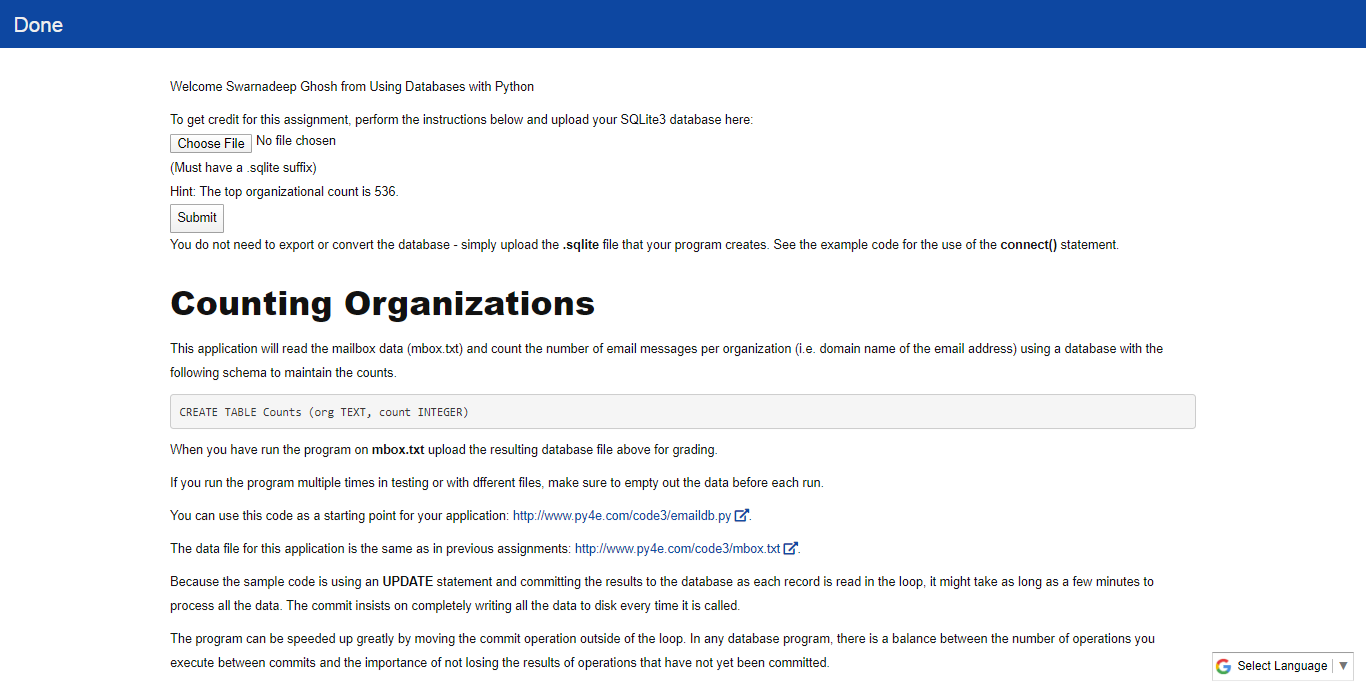 Done
Welcome Swarnadeep Ghosh from Using Databases with Python
To get credit for this assignment, perform the instructions below and upload your SQLite3 database here:
Choose File No file chosen
(Must have a .sqlite suffix)
Hint: The top organizational count is 536.
Submit
You do not need to export or convert the database - simply upload the .sqlite file that your program creates. See the example code for the use of the connect() statement.
Counting Organizations
This application will read the mailbox data (mbox.txt) and count the number of email messages per organization (i.e. domain name of the email address) using a database with the
following schema to maintain the counts.
CREATE TABLE Counts (org TEXT, count INTEGER)
When you have run the program on mbox.txt upload the resulting database file above for grading.
If you run the program multiple times in testing or with dfferent files, make sure to empty out the data before each run.
You can use this code as a starting point for your application: http://www.py4e.com/code3/emaildb.py.
The data file for this application is the same as in previous assignments: http://www.py4e.com/code3/mbox.txt.
Because the sample code is using an UPDATE statement and committing the results to the database as each record is read in the loop, it might take as long as a few minutes to
process all the data. The commit insists on completely writing all the data to disk every time it is called.
The program can be speeded up greatly by moving the commit operation outside of the loop. In any database program, there is a balance between the number of operations you
execute between commits and the importance of not losing the results of operations that have not yet been committed.
Select Language ▼